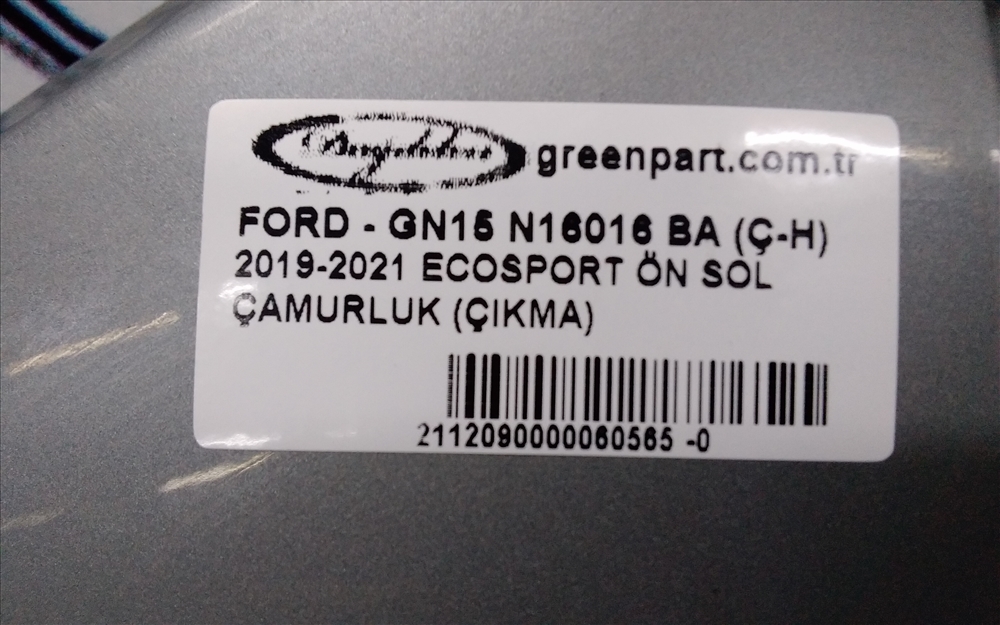 greenpart.com.tr
FORD - GN15 N16016 BA (Ç-H)
2019-2021 ECOSPORT ÖN SOL
ÇAMURLUK (ÇIKMA)
2112090000060565 -0